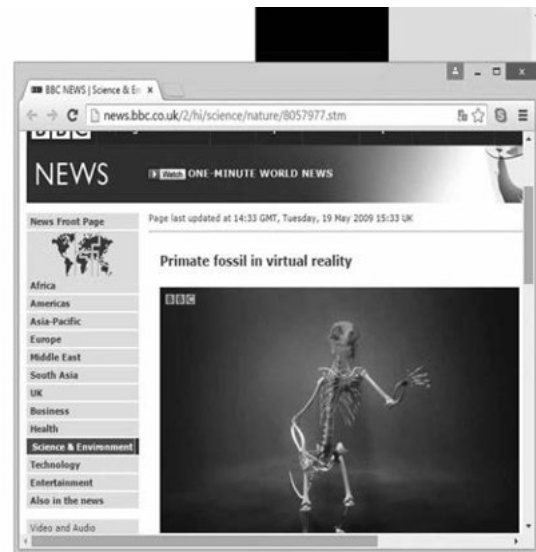 BBC NEWS | Science & En
news.bbc.co.uk/2/hi/science/nature/8057977.stm
BBC
NEWS
Watch ONE-MINUTE WORLD NEWS
News Front Page
Africa
Americas
Asia-Pacific
Europe
Middle East
South Asia
UK
Business
Health
Science & Environment
Technology
Entertainment
Also in the news
Video and Audio
Page last updated at 14:33 GMT, Tuesday, 19 May 2009 15:33 UK
Primate fossil in virtual reality
BBC